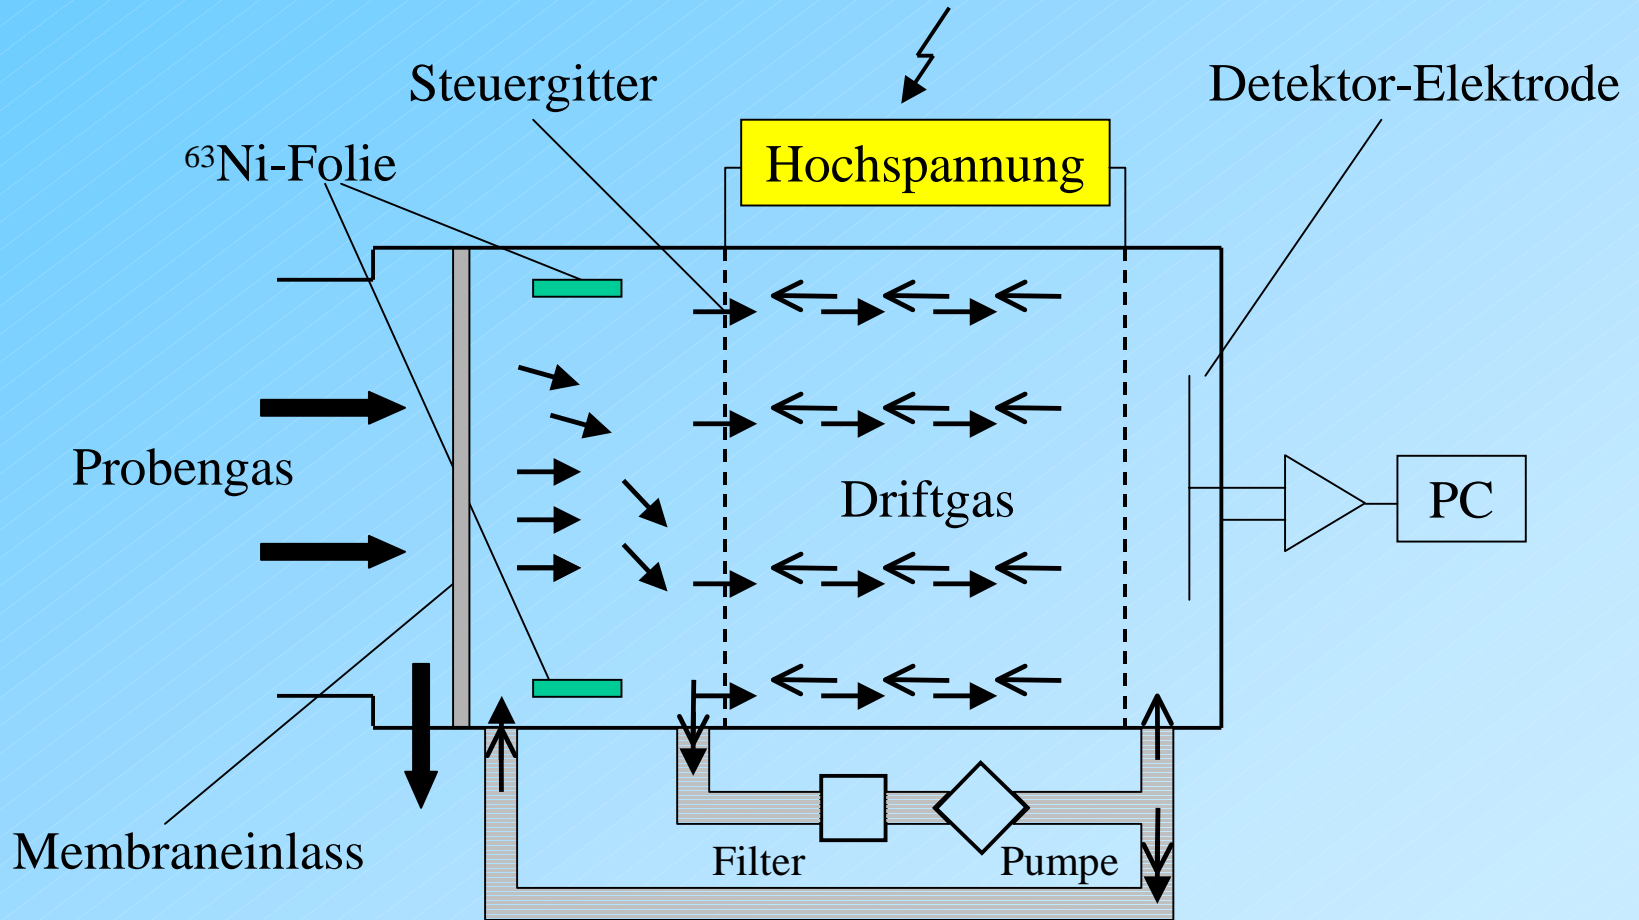 Steuergitter
Detektor-Elektrode
⁶³Ni-Folie
Hochspannung
Probengas
Driftgas
PC
Membraneinlass
Filter
Pumpe